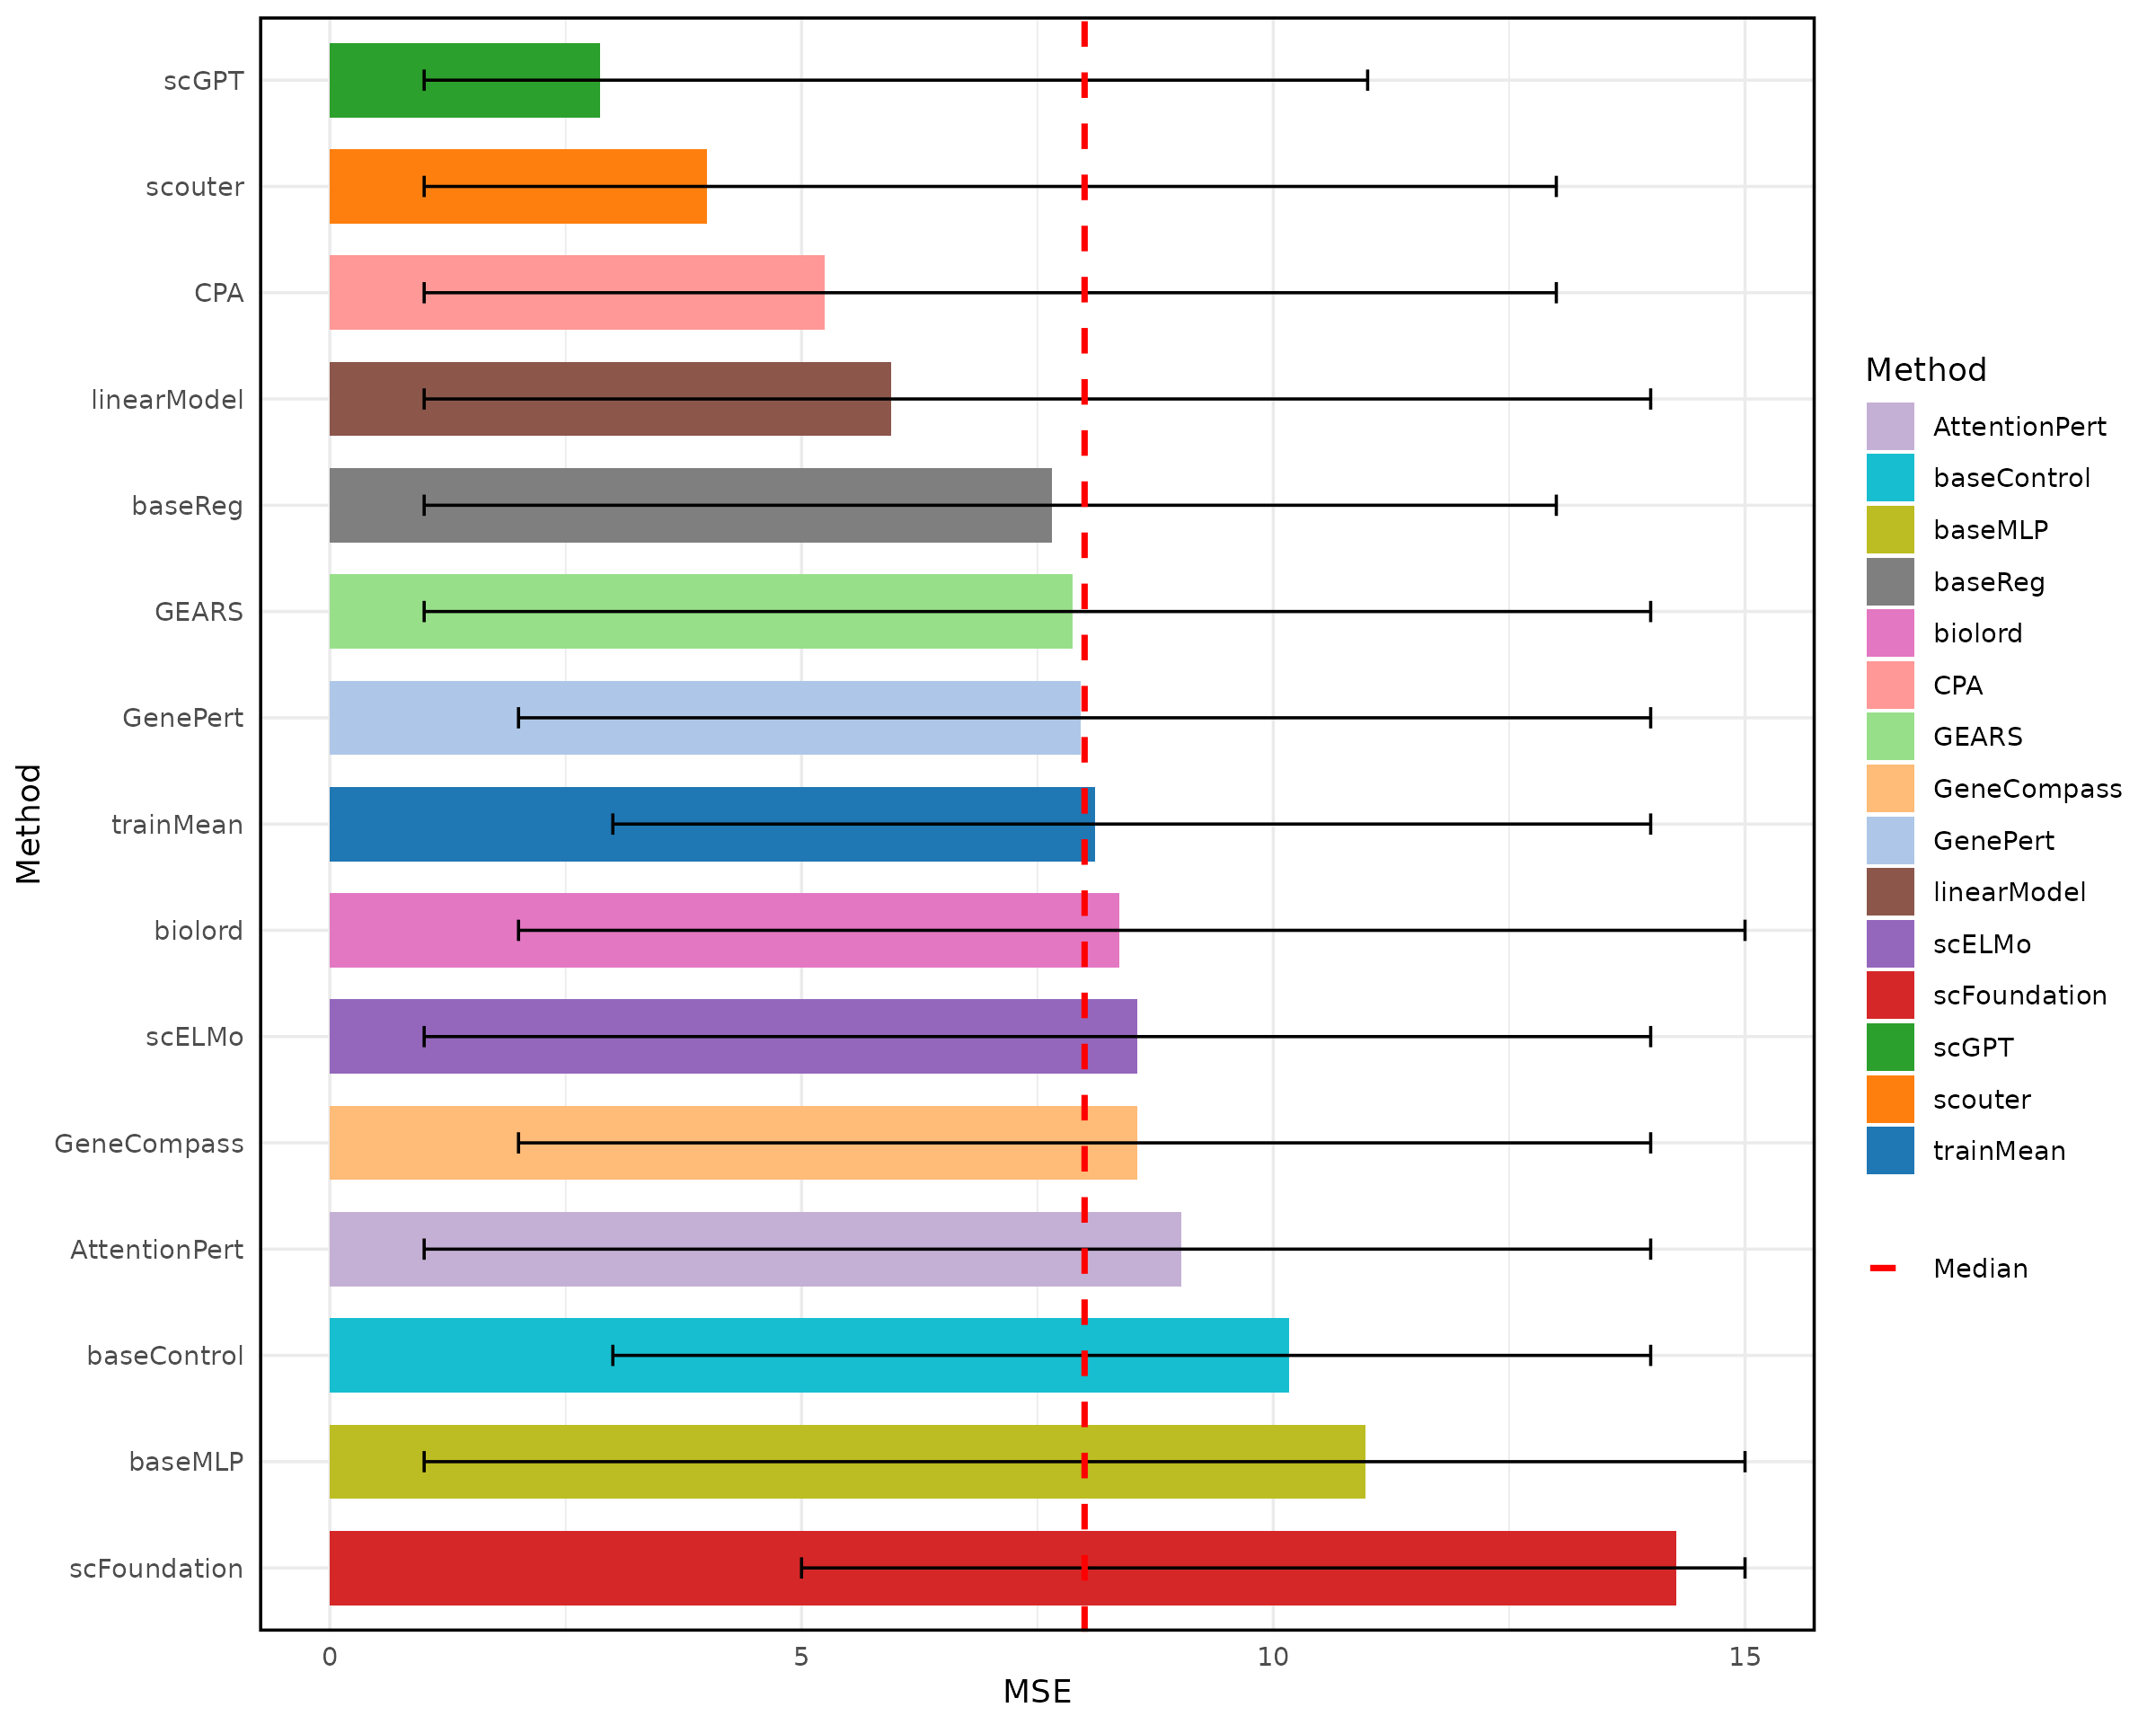 Method
scGPT
scouter
CPA
linearModel
baseReg
GEARS
GenePert
trainMean
biolord
scELMo
GeneCompass
AttentionPert
baseControl
baseMLP
scFoundation
0 5 10 15
MSE
Method
AttentionPert
baseControl
baseMLP
baseReg
biolord
CPA
GEARS
GeneCompass
GenePert
linearModel
scELMo
scFoundation
scGPT
scouter
trainMean
Median